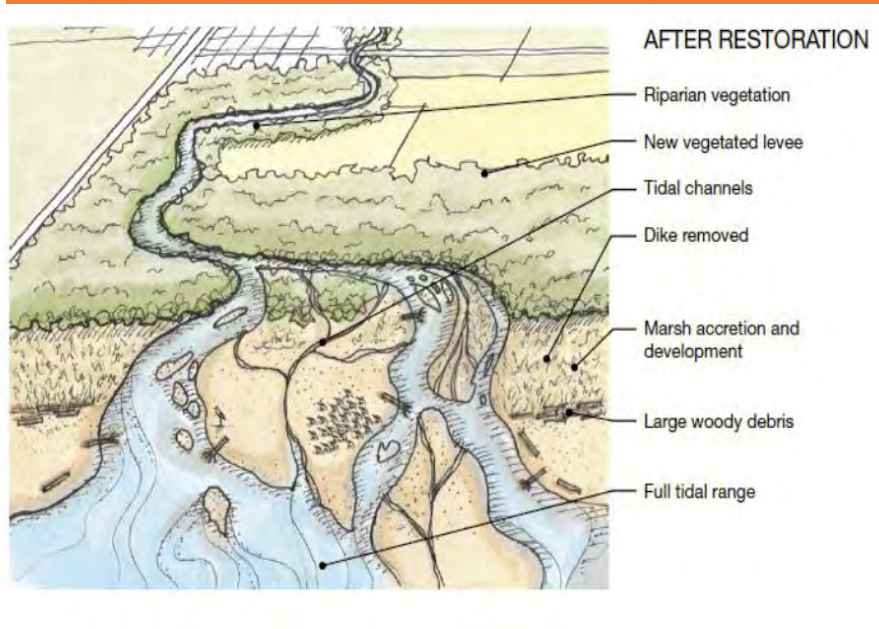 AFTER RESTORATION
Riparian vegetation
New vegetated levee
Tidal channels
Dike removed
Marsh accretion and
development
Large woody debris
Full tidal range